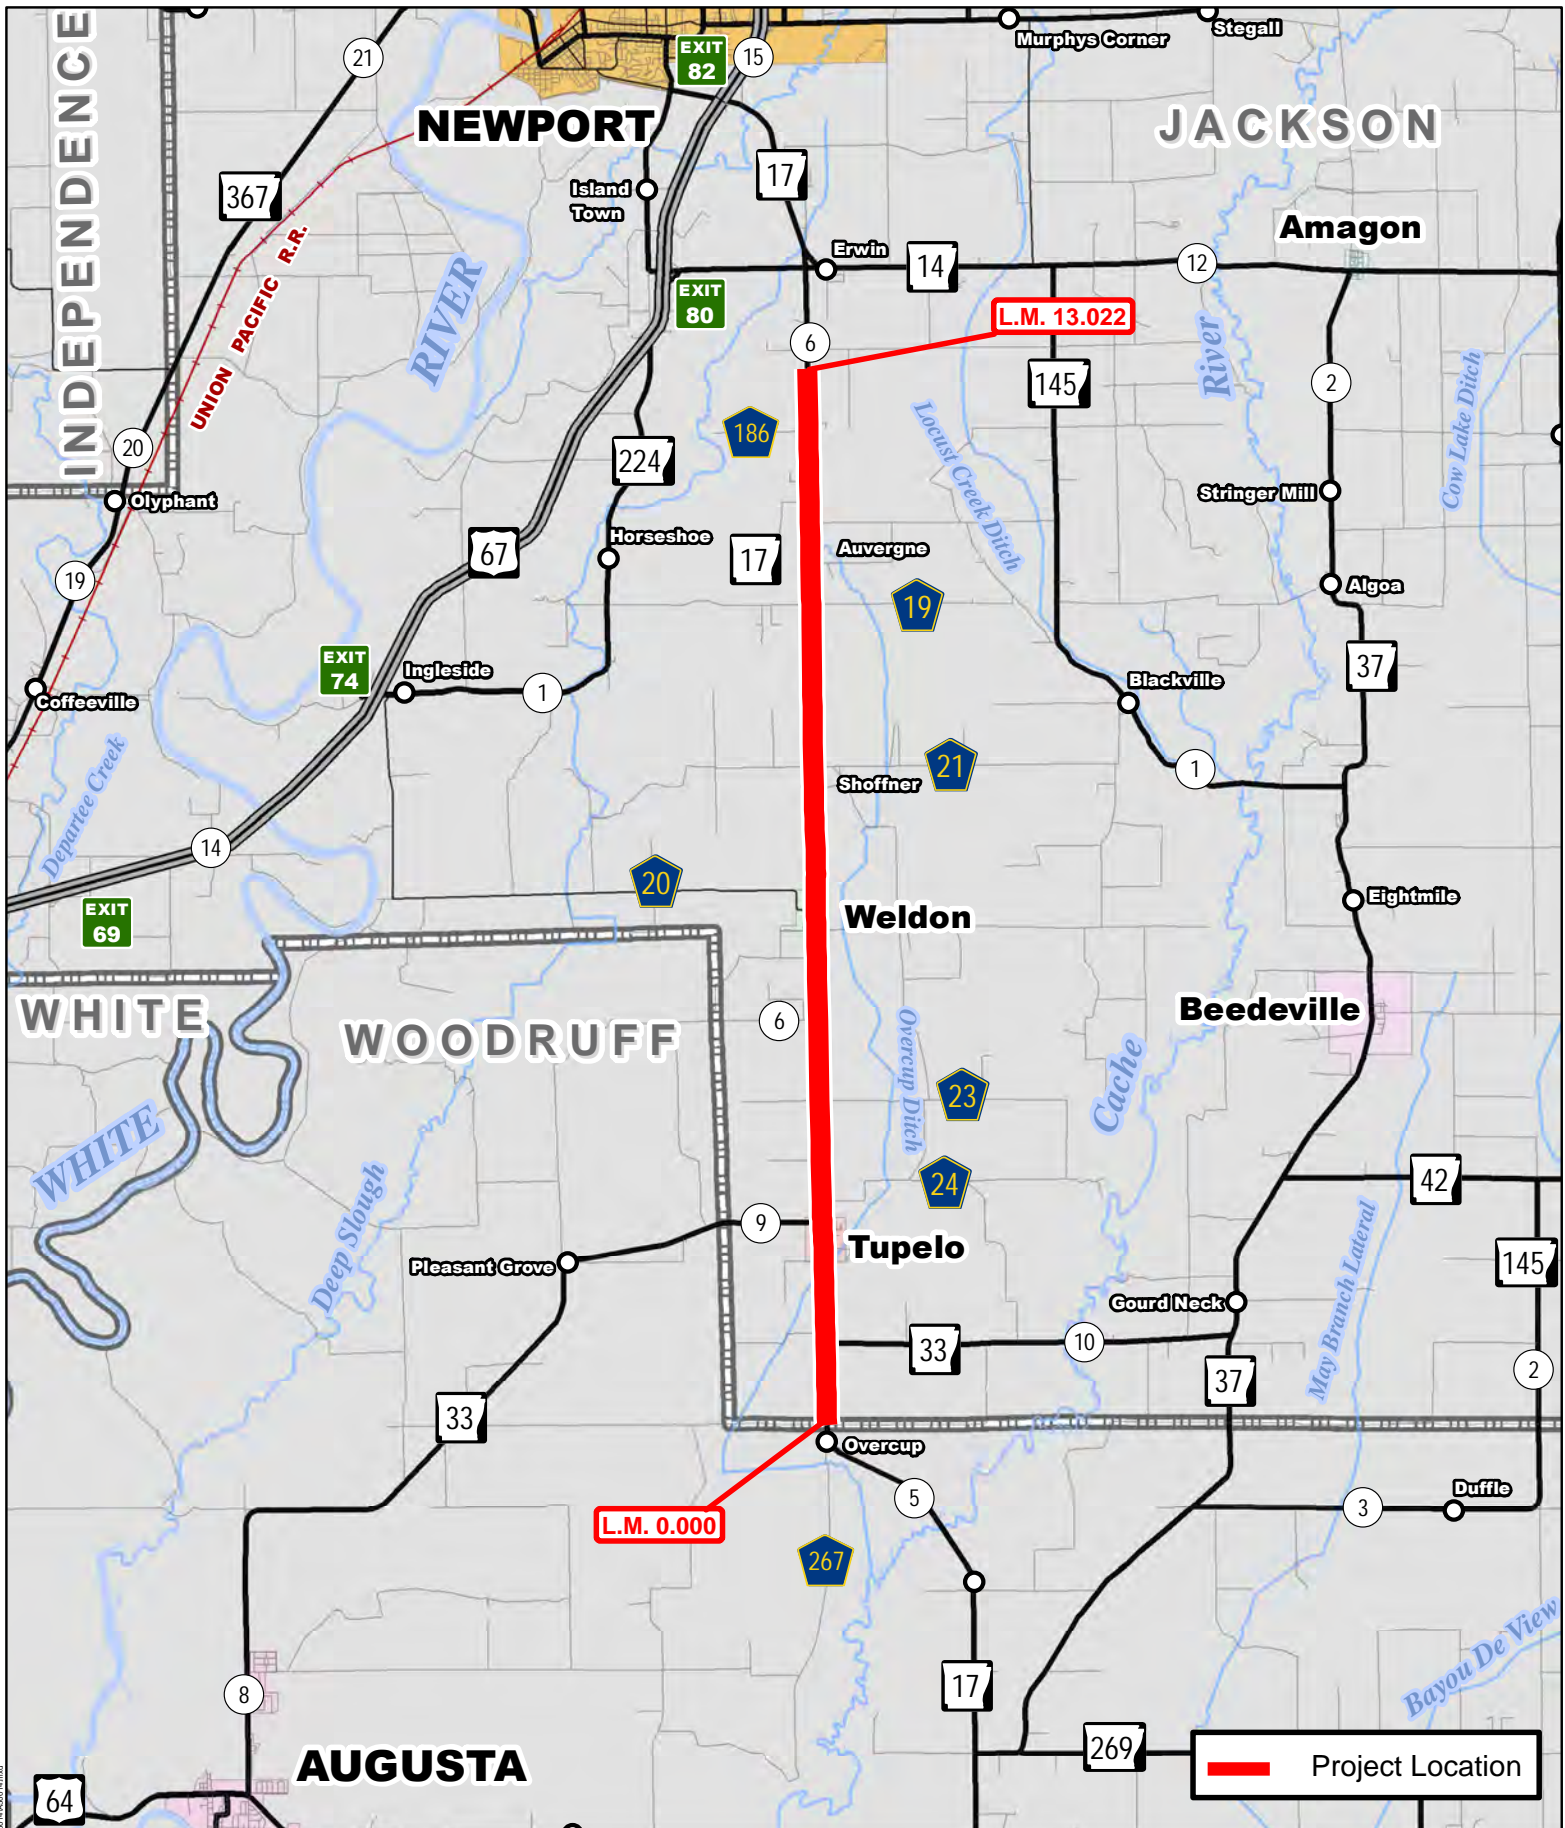 Stegall
Murphys Corner
21
EXIT
82
15
INDEPENDENCE
NEWPORT
JACKSON
367
Island
Town
17
UNION PACIFIC R.R.
RIVER
Erwin
14
12
Amagon
EXIT
80
L.M. 13.022
6
145
River
2
Cow Lake Ditch
186
Locust Creek Ditch
20
224
Olyphant
Stringer Mill
67
Horseshoe
17
Auvergne
19
19
Algoa
EXIT
74
Ingleside
1
37
Coffeeville
Blackville
Departee Creek
21
1
Shoffner
14
20
Eightmile
EXIT
69
Weldon
WHITE
WOODRUFF
6
Overcup Ditch
Beedeville
Cache
23
WHITE
24
42
Deep Slough
9
Tupelo
May Branch Lateral
145
Pleasant Grove
Gourd Neck
33
10
2
37
33
Overcup
L.M. 0.000
5
3
Duffle
267
8
17
Bayou De View
AUGUSTA
269
Project Location
64